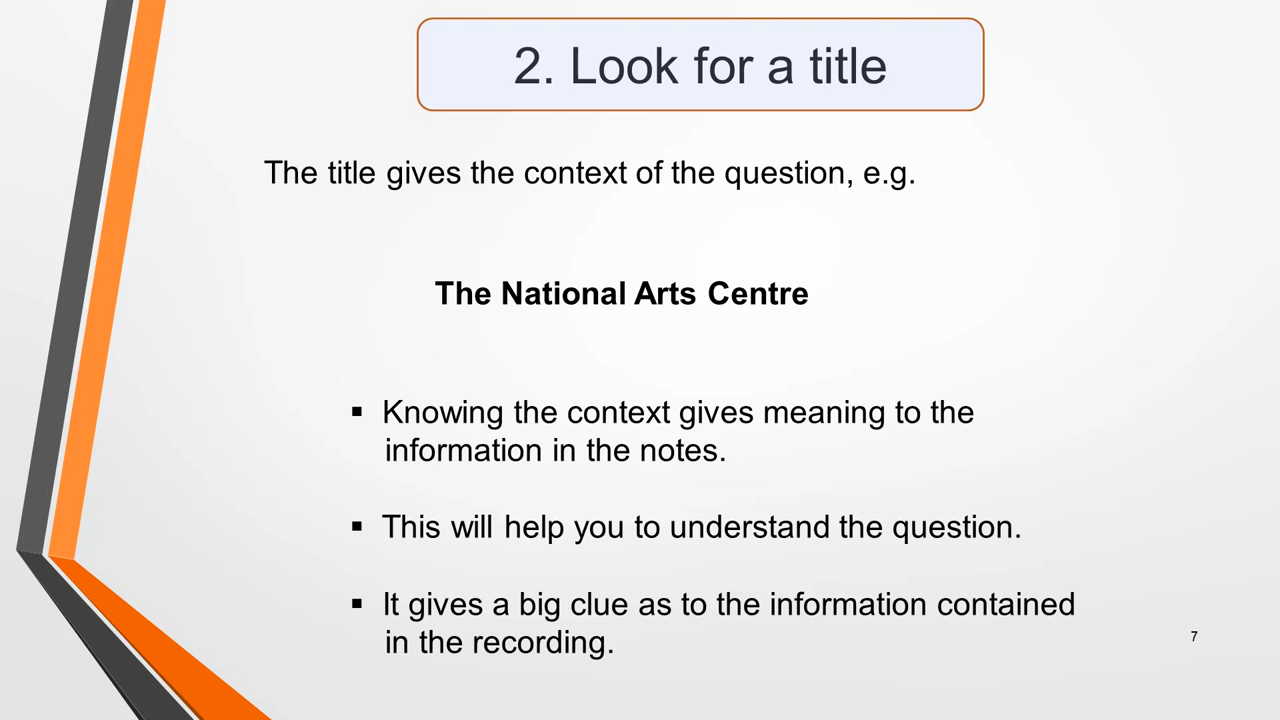 2. Look for a title
The title gives the context of the question, e.g.
The National Arts Centre
▪ Knowing the context gives meaning to the
information in the notes.
▪ This will help you to understand the question.
▪ It gives a big clue as to the information contained
in the recording.
7